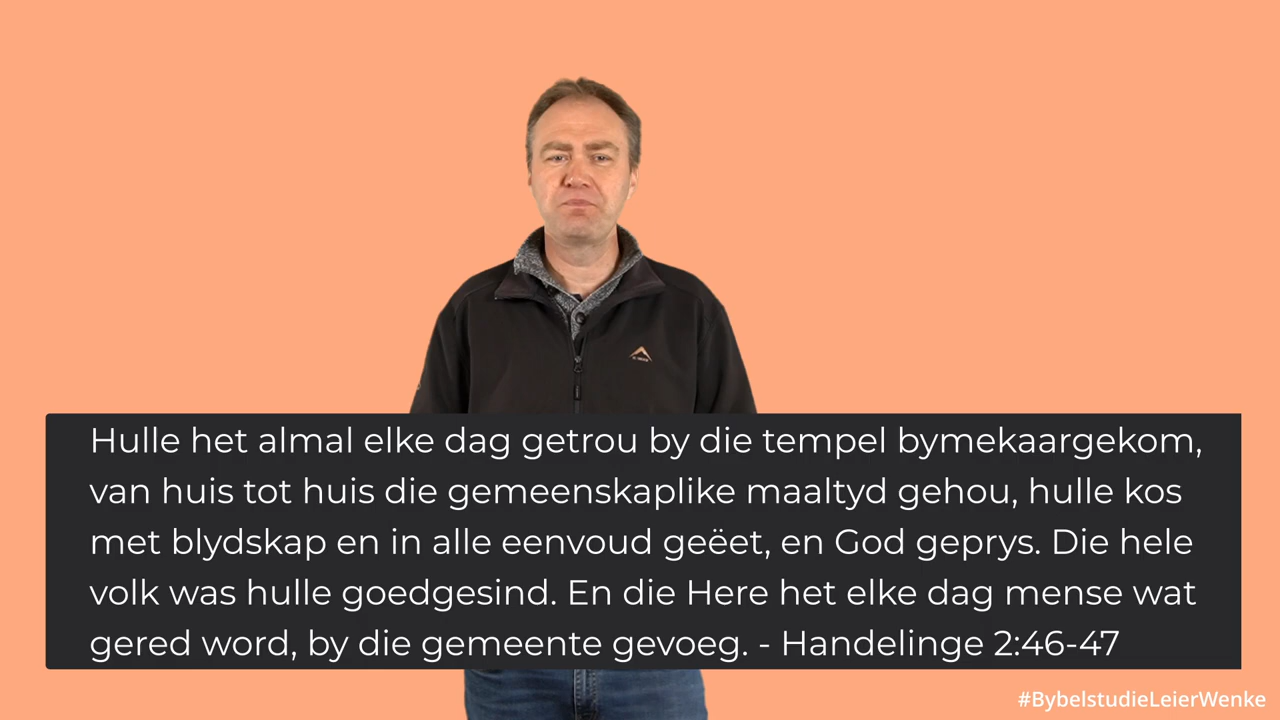 Hulle het almal elke dag getrou by die tempel bymekaargekom,
van huis tot huis die gemeenskaplike maaltyd gehou, hulle kos
met blydskap en in alle eenvoud geëet, en God geprys. Die hele
volk was hulle goedgesind. En die Here het elke dag mense wat
gered word, by die gemeente gevoeg. - Handelinge 2:46-47
#BybelstudieLeierWenke